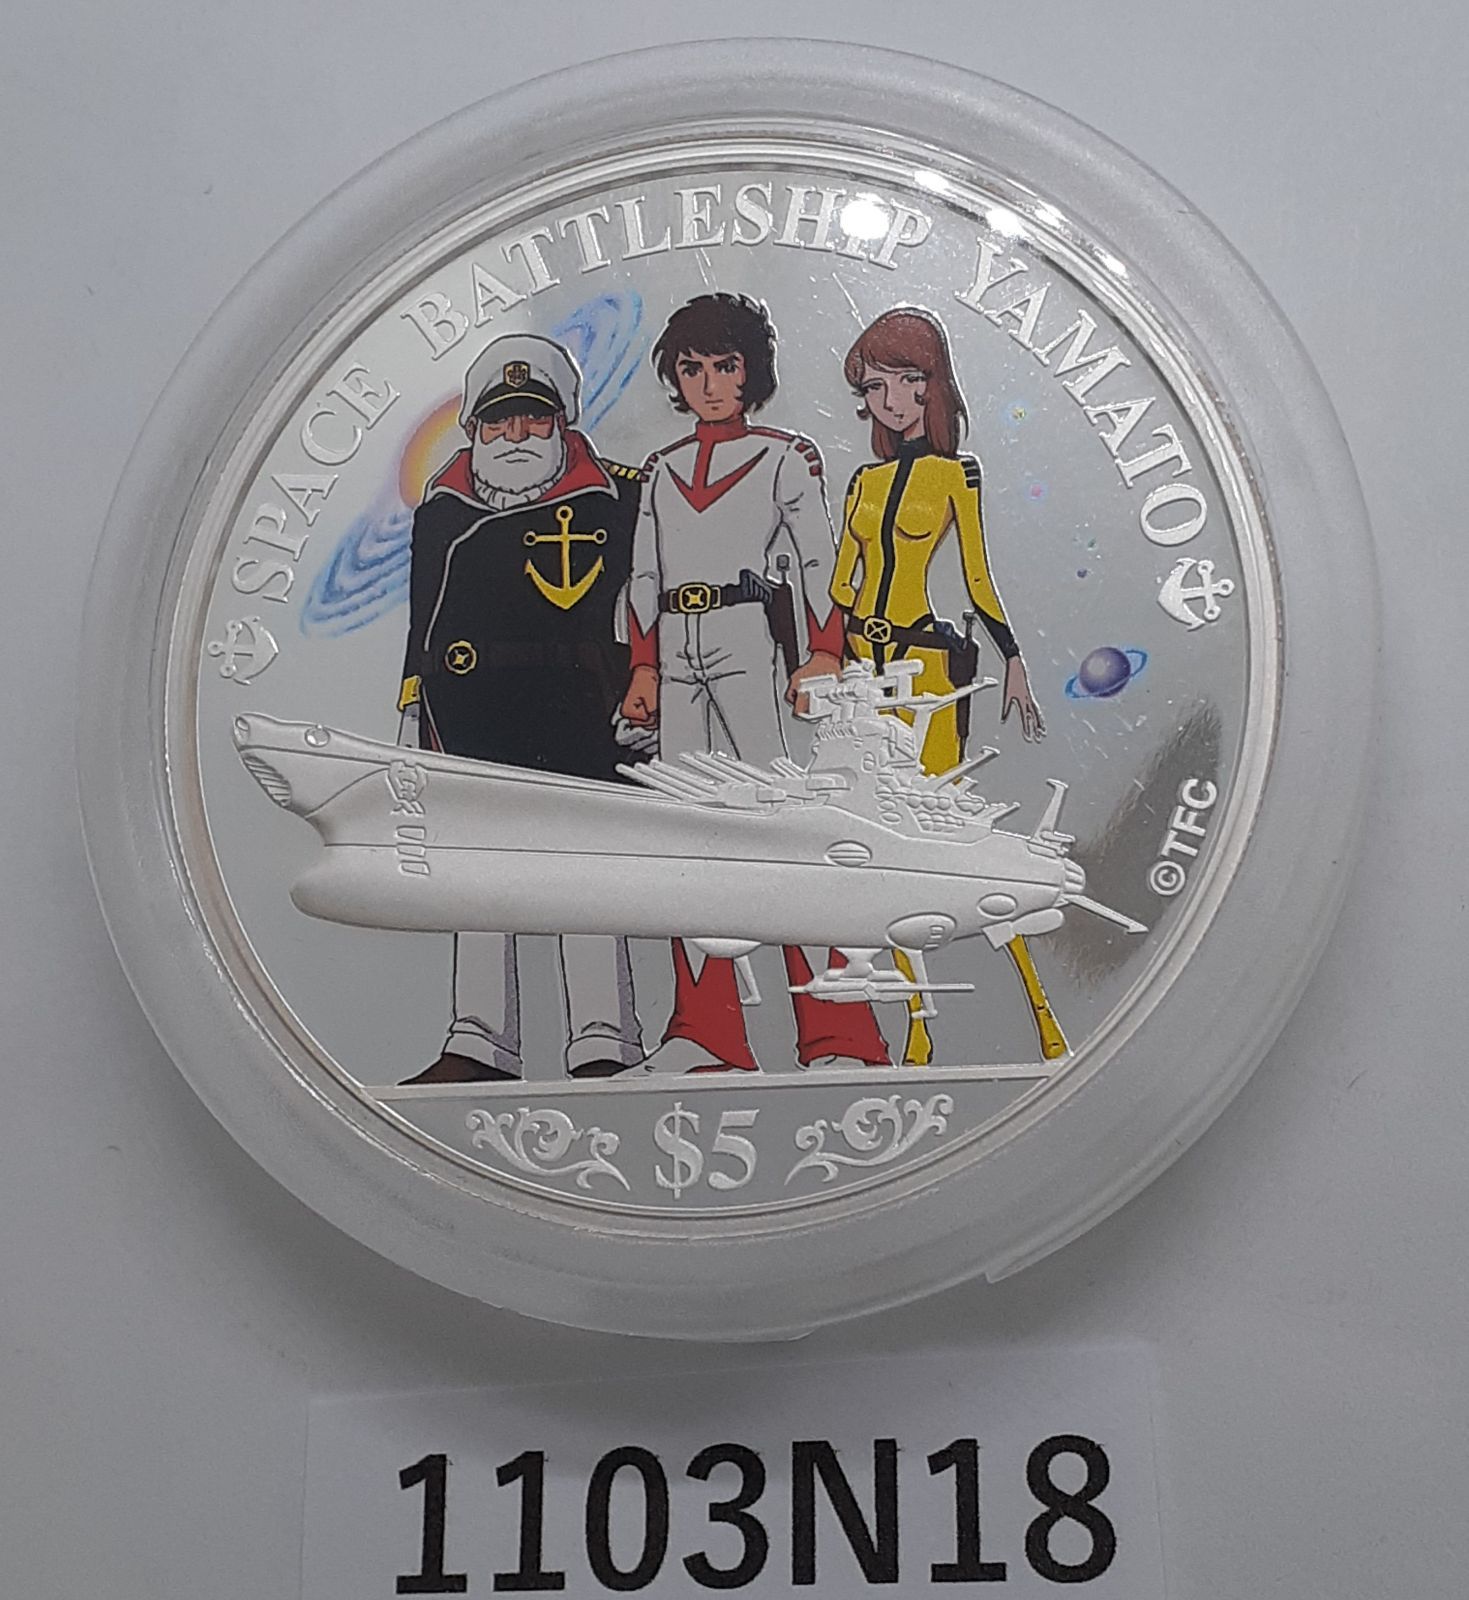 SPACE BATTLESHIP YAMATO
©TFC
$5
1103N18